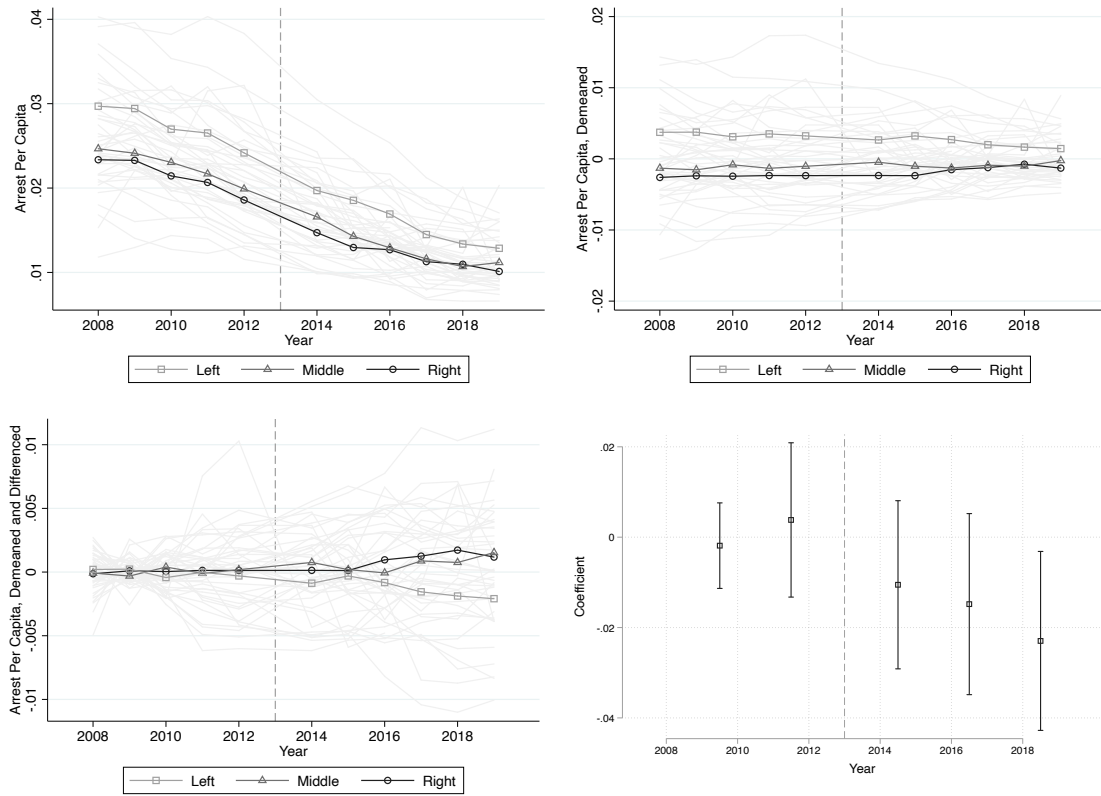 Arrest Per Capita
.04
.03
.02
.01
2008 2010 2012 2014 2016 2018
Year
Left Middle Right
Arrest Per Capita, Demeaned
.02
.01
0
-.01
-.02
2008 2010 2012 2014 2016 2018
Year
Left Middle Right
Arrest Per Capita, Demeaned and Differenced
.01
.005
0
-.005
-.01
2008 2010 2012 2014 2016 2018
Year
Left Middle Right
Coefficient
.02
0
-.02
-.04
2008 2010 2012 2014 2016 2018
Year